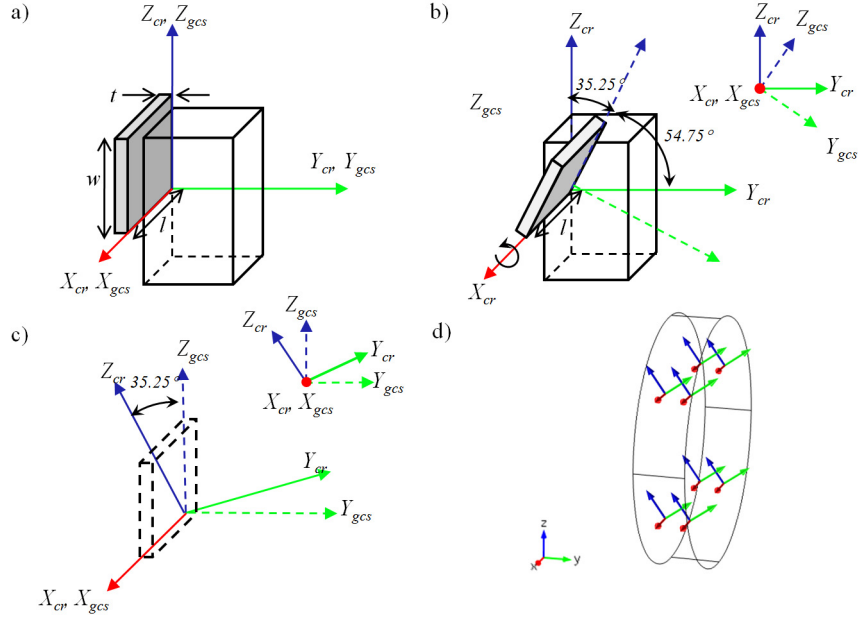 a)
Z_cr, Z_gcs
t
w
l
Y_cr, Y_gcs
X_cr, X_gcs
b)
Z_cr
35.25°
Z_gcs
54.75°
Y_cr
l
X_cr
Z_cr
Z_gcs
X_cr, X_gcs
Y_cr
Y_gcs
c)
Z_cr
35.25°
Z_gcs
Y_cr
Y_gcs
X_cr, X_gcs
Z_cr
Z_gcs
Y_cr
Y_gcs
X_cr, X_gcs
d)
z
x
y